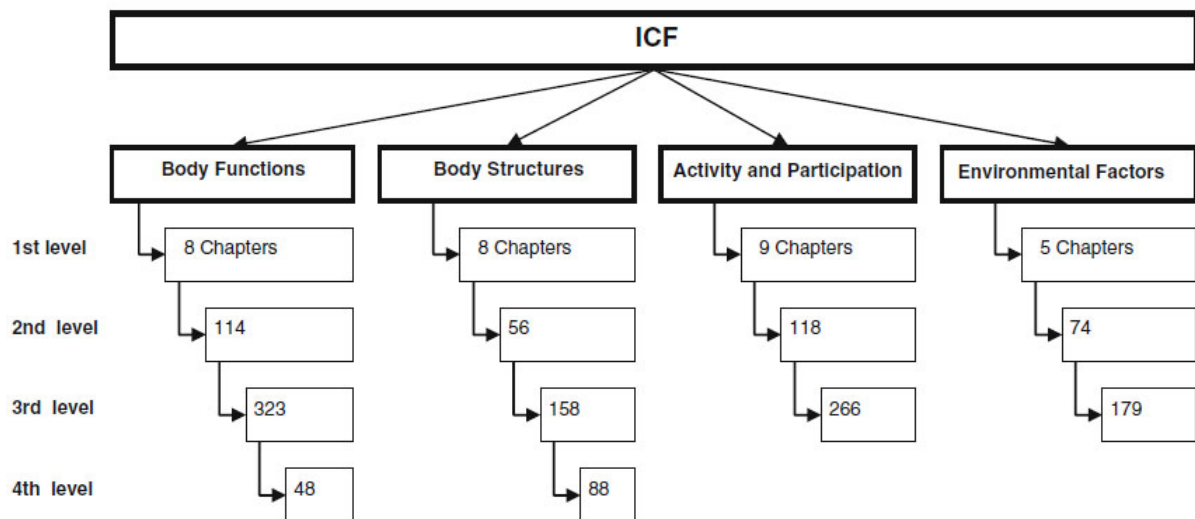 ICF
Body Functions
Body Structures
Activity and Participation
Environmental Factors
1st level
8 Chapters
8 Chapters
9 Chapters
5 Chapters
2nd level
114
56
118
74
3rd level
323
158
266
179
4th level
48
88